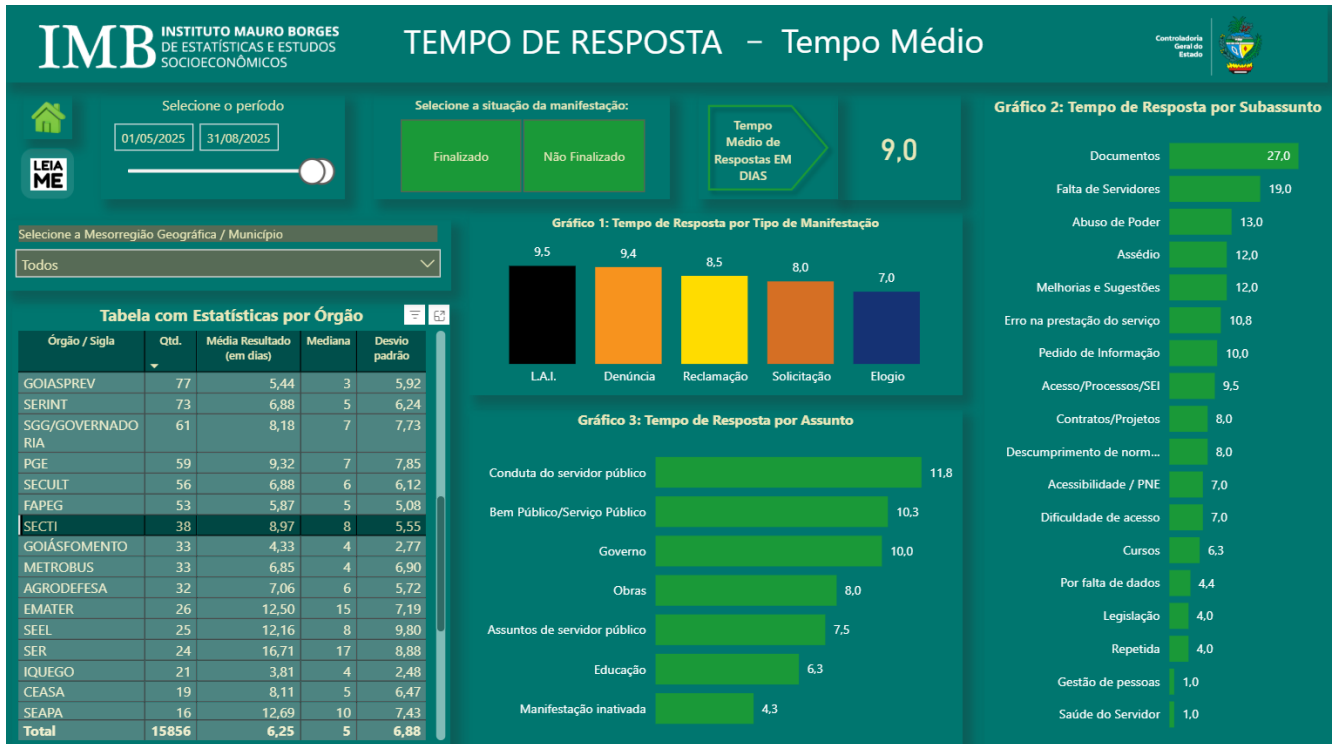 IMB INSTITUTO MAURO BORGES
DE ESTATÍSTICAS E ESTUDOS
SOCIOECONÔMICOS
TEMPO DE RESPOSTA – Tempo Médio
Controladoria
Geral do
Estado
LEIA
ME
Selecione o período
01/05/2025 31/08/2025
Selecione a situação da manifestação:
Finalizado Não Finalizado
Tempo
Médio de
Respostas EM
DIAS
9,0
Selecione a Mesorregião Geográfica / Município
Todos
Tabela com Estatísticas por Órgão
Órgão / Sigla Qtd. Média Resultado (em dias) Mediana Desvio padrão
GOIASPREV 77 5,44 3 5,92
SERINT 73 6,88 5 6,24
SGG/GOVERNADO
RIA 61 8,18 7 7,73
PGE 59 9,32 7 7,85
SECULT 56 6,88 6 6,12
FAPEG 53 5,87 5 5,08
SECTI 38 8,97 8 5,55
GOIÁSFOMENTO 33 4,33 4 2,77
METROBUS 33 6,85 4 6,90
AGRODEFESA 32 7,06 6 5,72
EMATER 26 12,50 15 7,19
SEEL 25 12,16 8 9,80
SER 24 16,71 17 8,88
IQUEGO 21 3,81 4 2,48
CEASA 19 8,11 5 6,47
SEAPA 16 12,69 10 7,43
Total 15856 6,25 5 6,88
Gráfico 1: Tempo de Resposta por Tipo de Manifestação
9,5 9,4 8,5 8,0 7,0
L.A.I. Denúncia Reclamação Solicitação Elogio
Gráfico 3: Tempo de Resposta por Assunto
Conduta do servidor público 11,8
Bem Público/Serviço Público 10,3
Governo 10,0
Obras 8,0
Assuntos de servidor público 7,5
Educação 6,3
Manifestação inativada 4,3
Gráfico 2: Tempo de Resposta por Subassunto
Documentos 27,0
Falta de Servidores 19,0
Abuso de Poder 13,0
Assédio 12,0
Melhorias e Sugestões 12,0
Erro na prestação do serviço 10,8
Pedido de Informação 10,0
Acesso/Processos/SEI 9,5
Contratos/Projetos 8,0
Descumprimento de norm... 8,0
Acessibilidade / PNE 7,0
Dificuldade de acesso 7,0
Cursos 6,3
Por falta de dados 4,4
Legislação 4,0
Repetida 4,0
Gestão de pessoas 1,0
Saúde do Servidor 1,0